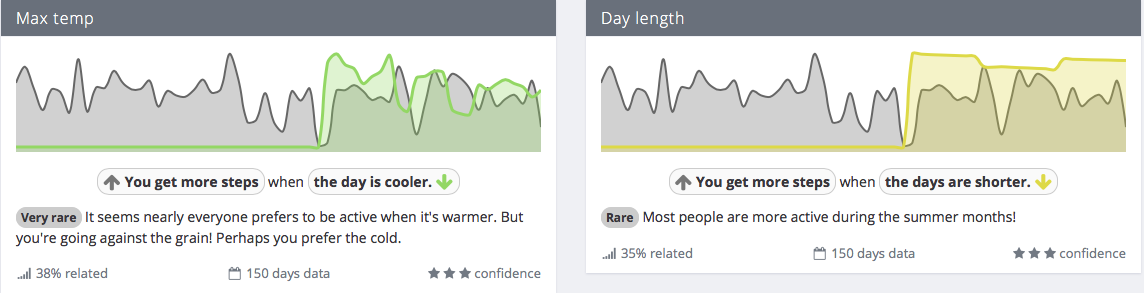 Max temp
You get more steps when the day is cooler.
Very rare It seems nearly everyone prefers to be active when it's warmer. But
you're going against the grain! Perhaps you prefer the cold.
38% related 150 days data confidence
Day length
You get more steps when the days are shorter.
Rare Most people are more active during the summer months!
35% related 150 days data confidence